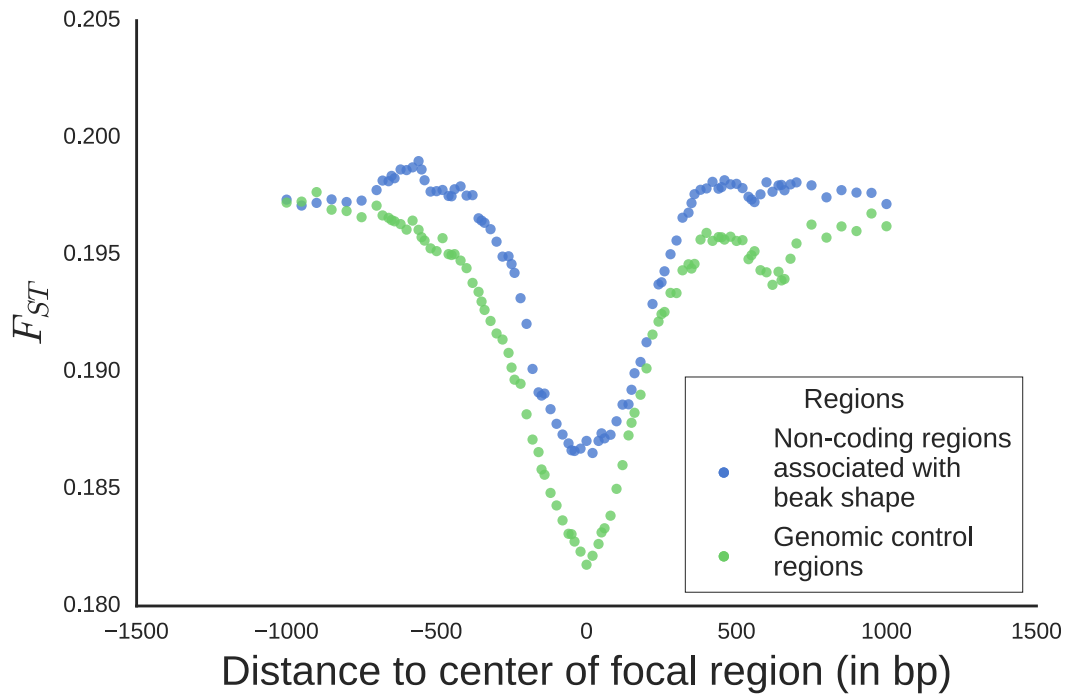 0.205
0.200
0.195
0.190
0.185
0.180
F_{ST}
Regions
Non-coding regions
associated with
beak shape
Genomic control
regions
−1500
−1000
−500
0
500
1000
1500
Distance to center of focal region (in bp)